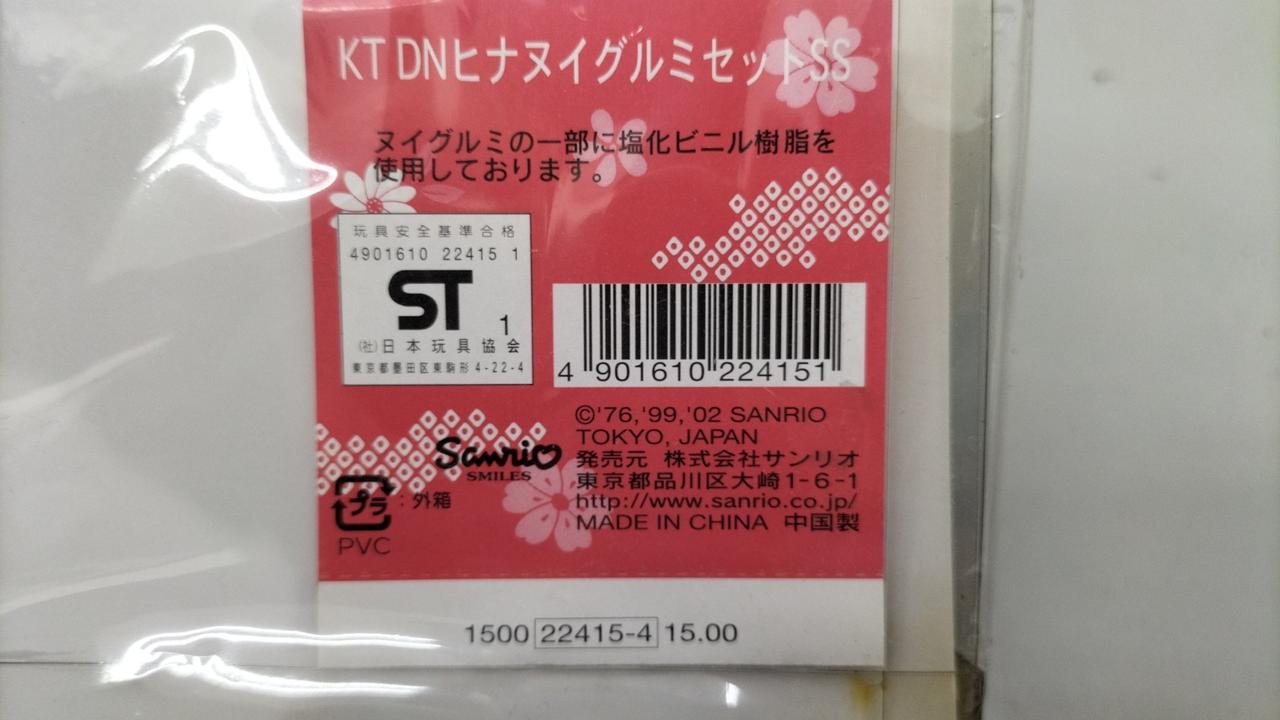 KT DNヒナヌイグルミセットSS
ヌイグルミの一部に塩化ビニル樹脂を
使用しております。
玩具安全基準合格
4901610 22415 1
ST 1
(社)日本玩具協会
東京都墨田区東駒形4-22-4
4 901610 224151
©'76,'99,'02 SANRIO
TOKYO, JAPAN
発売元 株式会社サンリオ
東京都品川区大崎1-6-1
http://www.sanrio.co.jp/
MADE IN CHINA 中国製
Sanrio
SMILES
プラ : 外箱
PVC
1500 22415-4 15.00